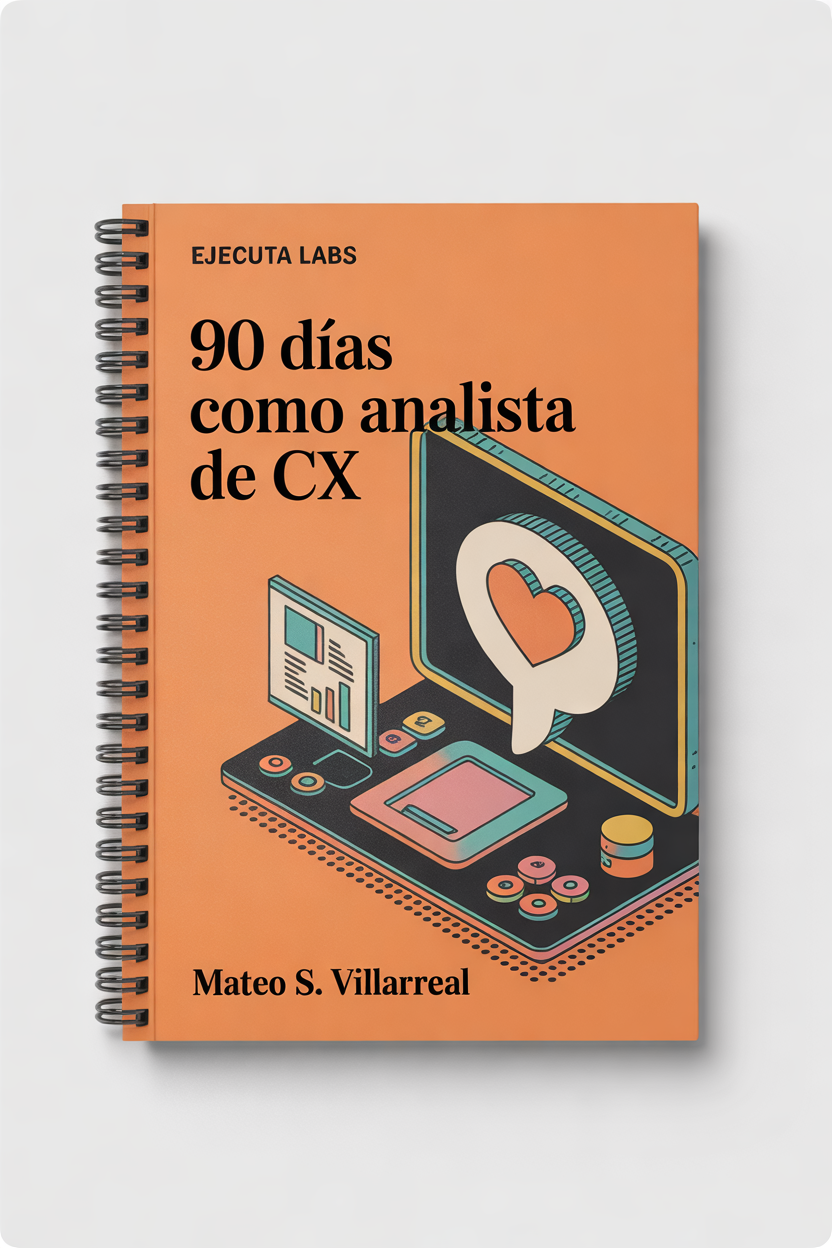 EJECUTA LABS
90 días
como analista
de CX
Mateo S. Villarreal